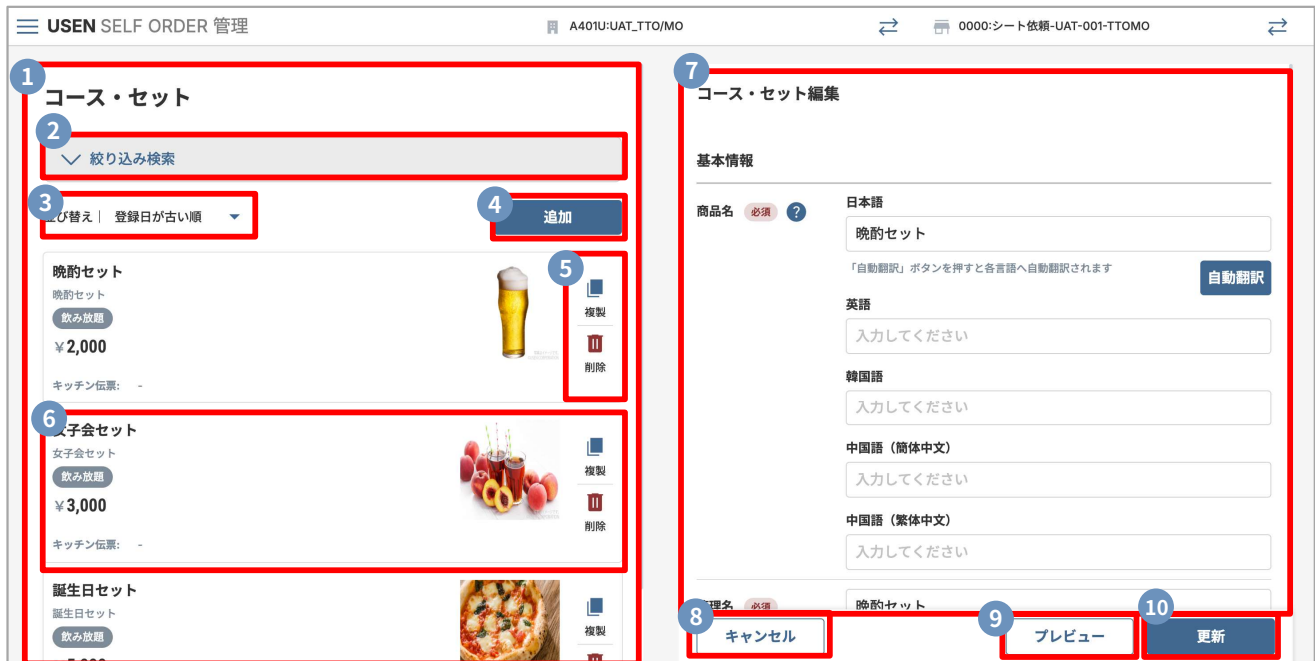 USEN SELF ORDER 管理
A401U:UAT_TTO/MO
0000:シート依頼-UAT-001-TTOMO
1
コース・セット
2
絞り込み検索
3
び替え｜ 登録日が古い順
4
追加
晩酌セット
晩酌セット
飲み放題
¥2,000
キッチン伝票: -
5
複製
削除
6
女子会セット
女子会セット
飲み放題
¥3,000
キッチン伝票: -
複製
削除
誕生日セット
誕生日セット
飲み放題
複製
7
コース・セット編集
基本情報
商品名 必須 ?
日本語
晩酌セット
「自動翻訳」ボタンを押すと各言語へ自動翻訳されます
自動翻訳
英語
入力してください
韓国語
入力してください
中国語（簡体中文）
入力してください
中国語（繁体中文）
入力してください
理名 必須
晩酌セット
8
キャンセル
9
プレビュー
10
更新